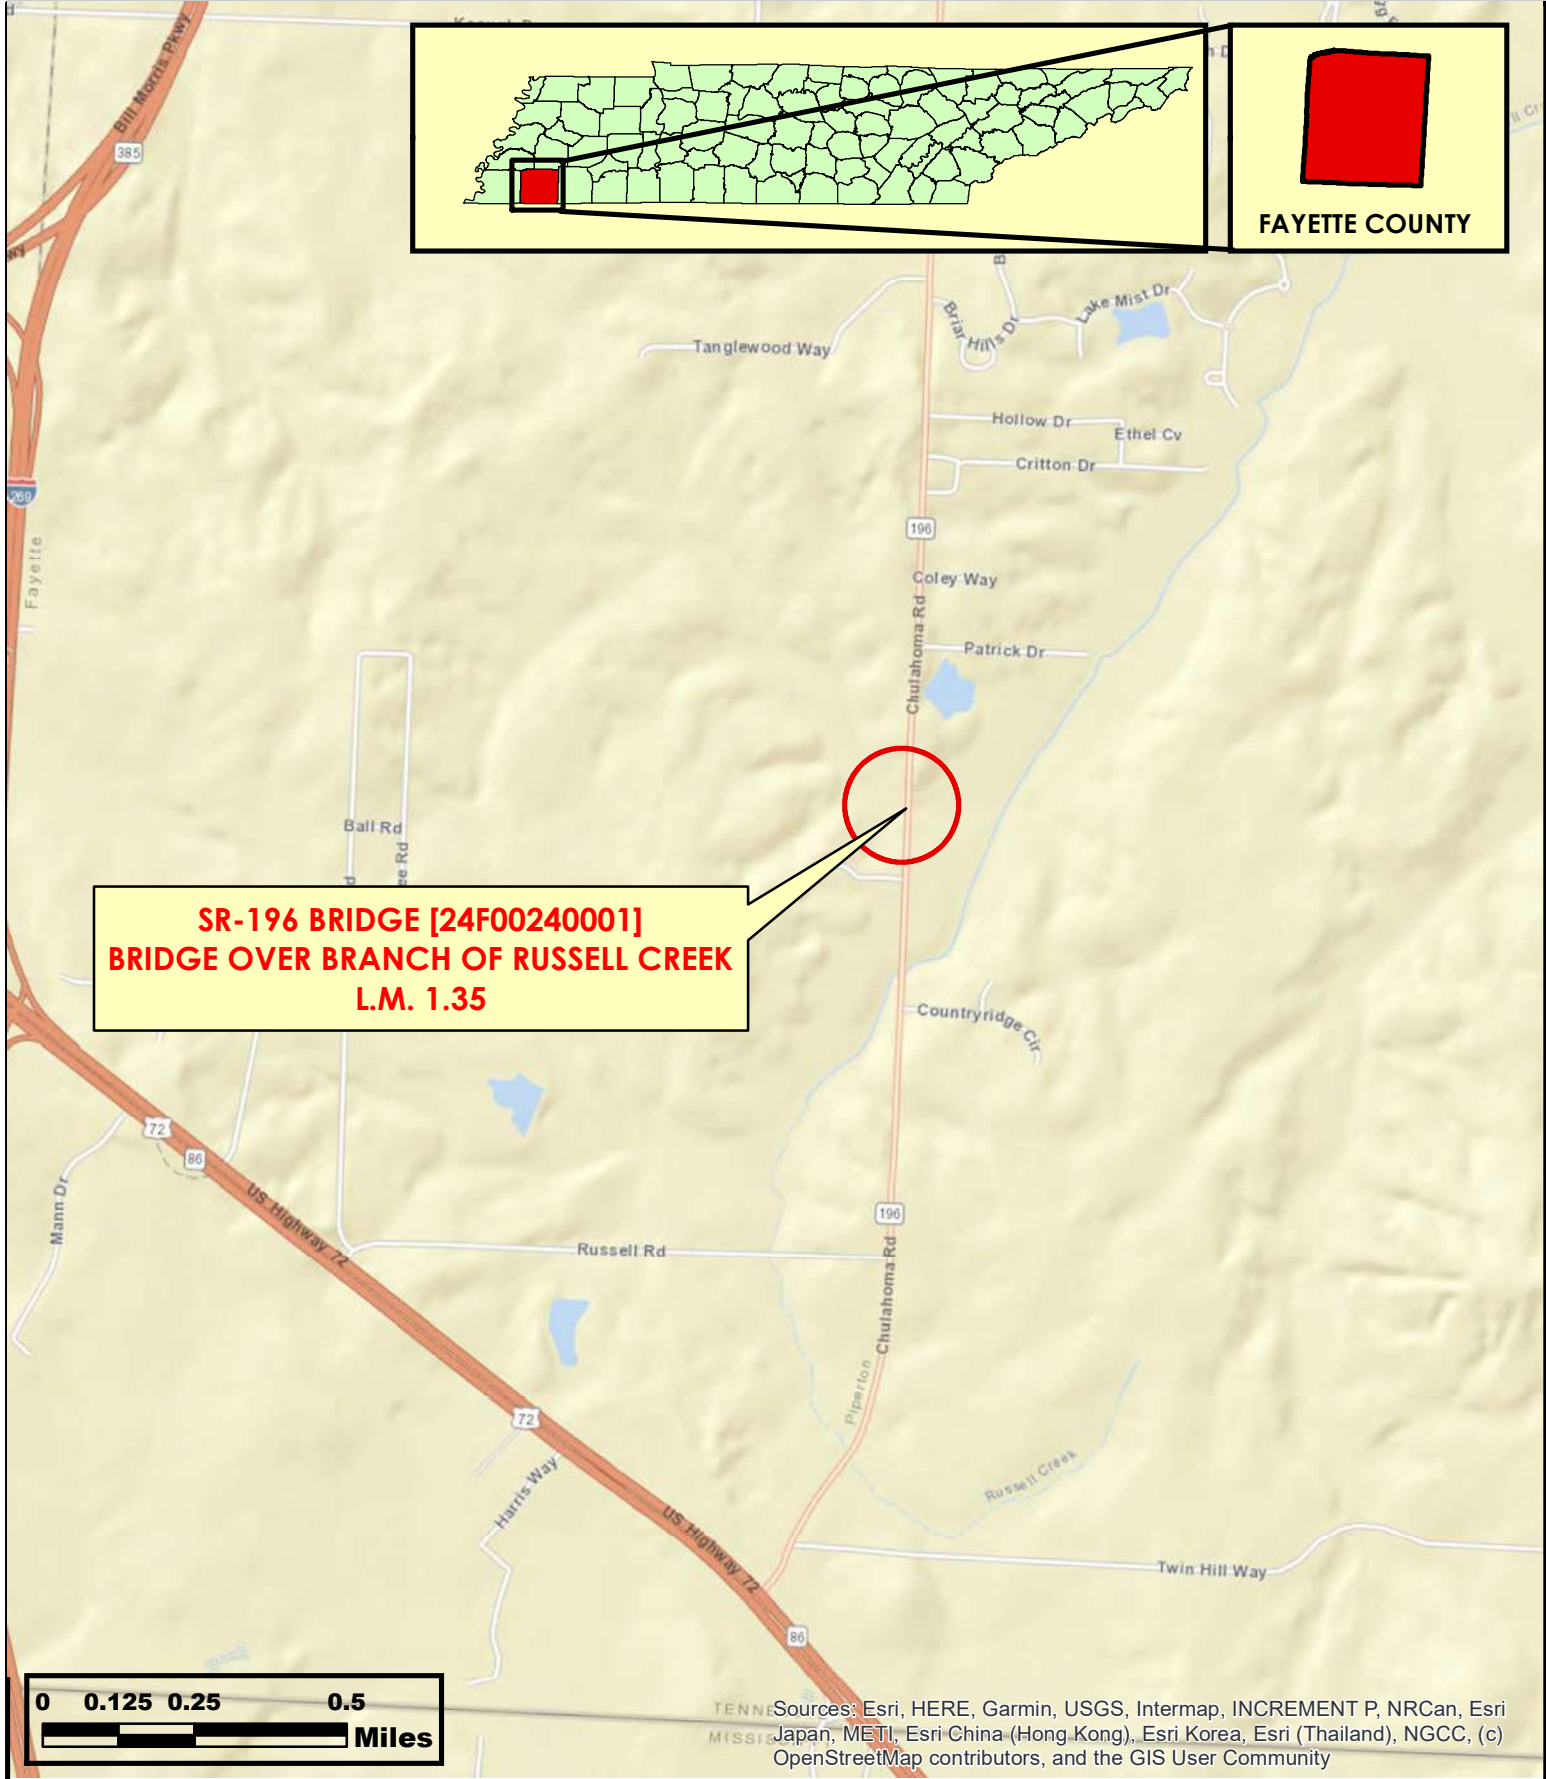 Bill Morris Pkwy
385
FAYETTE COUNTY
Lake Mist Dr
Briar Hills Dr
Tanglewood Way
Hollow Dr
Ethel Cv
Critton Dr
269
196
Fayette
Coley Way
Chulahoma Rd
Patrick Dr
Ball Rd
SR-196 BRIDGE [24F00240001]
BRIDGE OVER BRANCH OF RUSSELL CREEK
L.M. 1.35
Countryridge Cir
72
86
Mann Dr
US Highway 72
196
Russell Rd
Chulahoma Rd
Piperton
72
Harris Way
Russell Creek
US Highway 72
Twin Hill Way
86
0 0.125 0.25 0.5
Miles
Sources: Esri, HERE, Garmin, USGS, Intermap, INCREMENT P, NRCan, Esri
Japan, METI, Esri China (Hong Kong), Esri Korea, Esri (Thailand), NGCC, (c)
OpenStreetMap contributors, and the GIS User Community